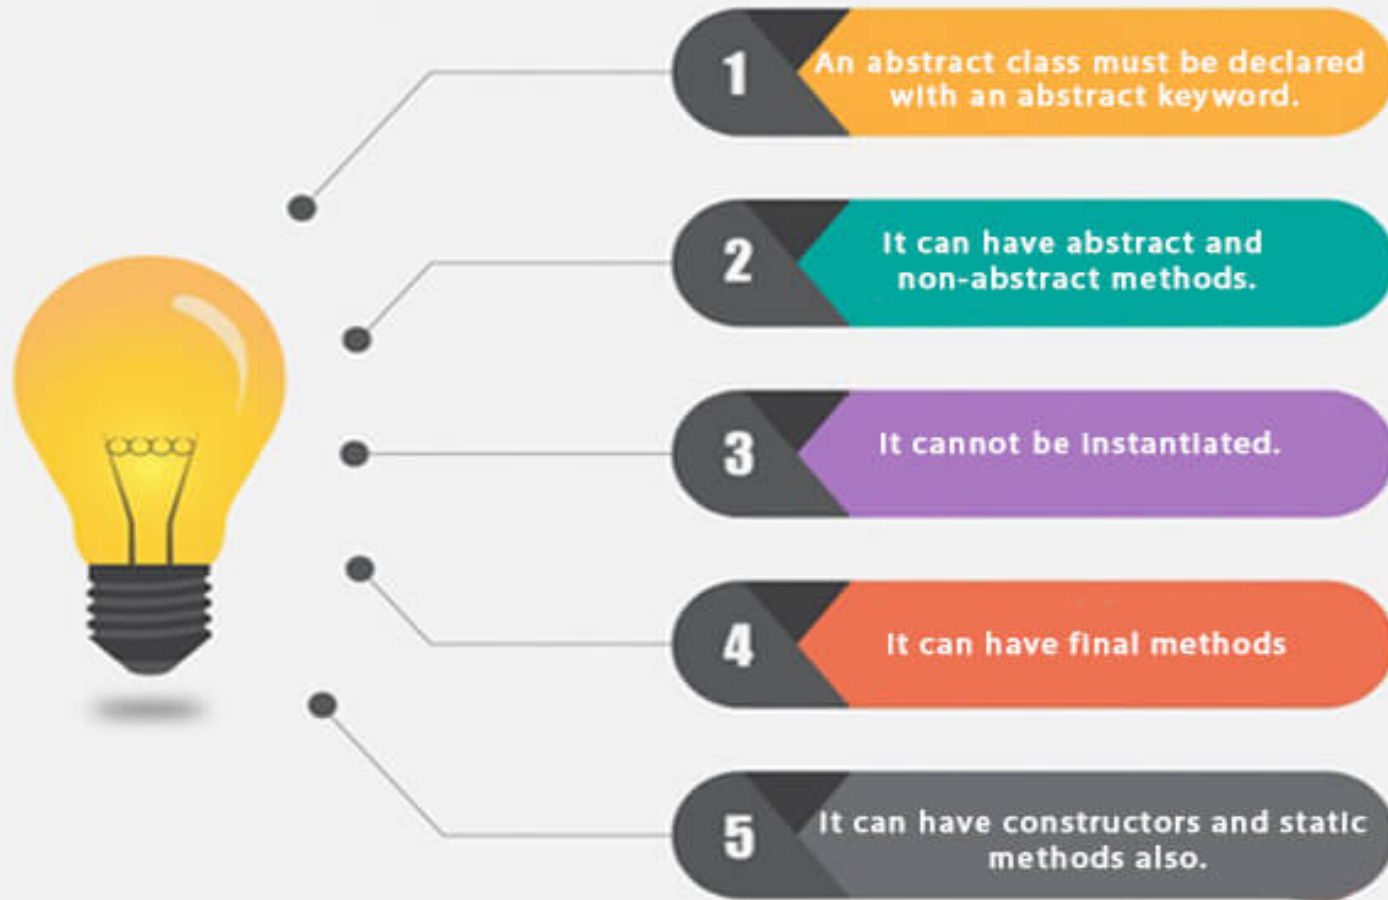 1
An abstract class must be declared
with an abstract keyword.
2
It can have abstract and
non-abstract methods.
3
It cannot be instantiated.
4
It can have final methods
5
It can have constructors and static
methods also.